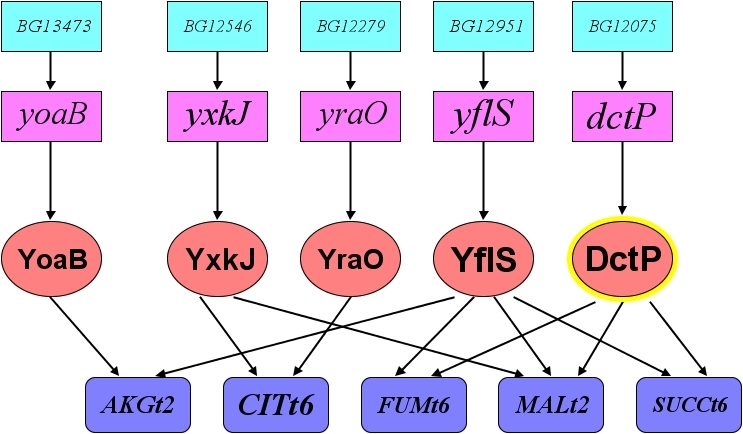 BG13473 BG12546 BG12279 BG12951 BG12075
yoaB yxkJ yraO yflS dctP
YoaB YxkJ YraO YflS DctP
AKGt2 CITt6 FUMt6 MALt2 SUCCt6